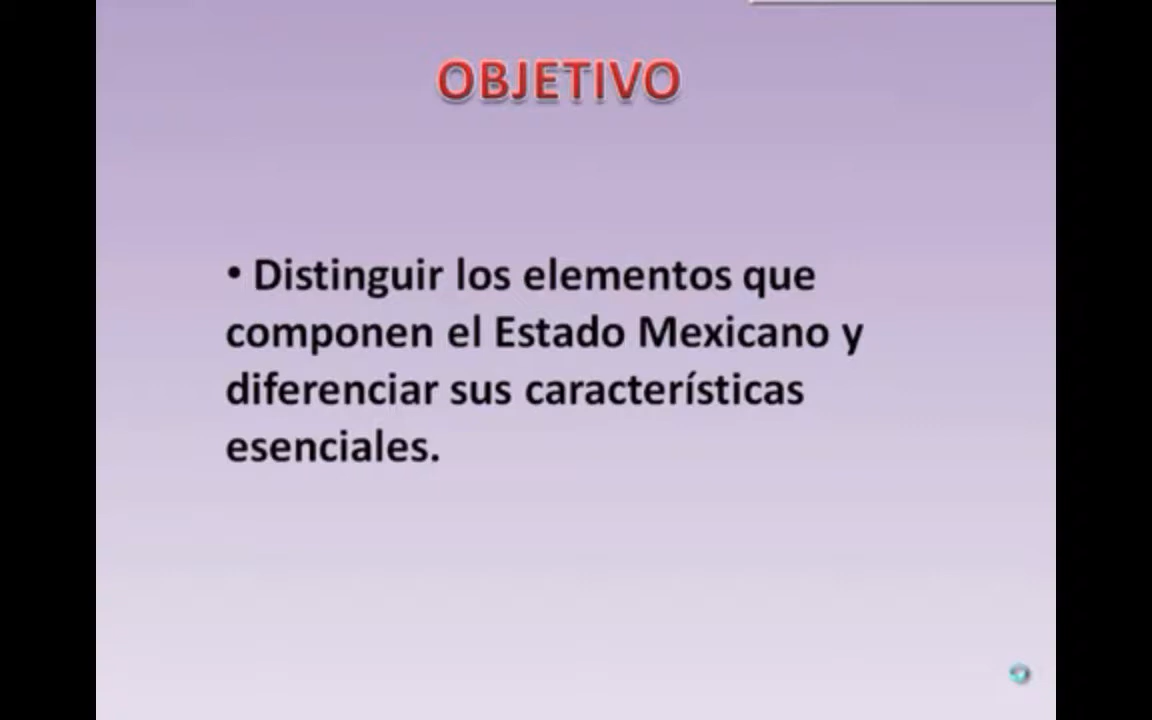 OBJETIVO
• Distinguir los elementos que
componen el Estado Mexicano y
diferenciar sus características
esenciales.